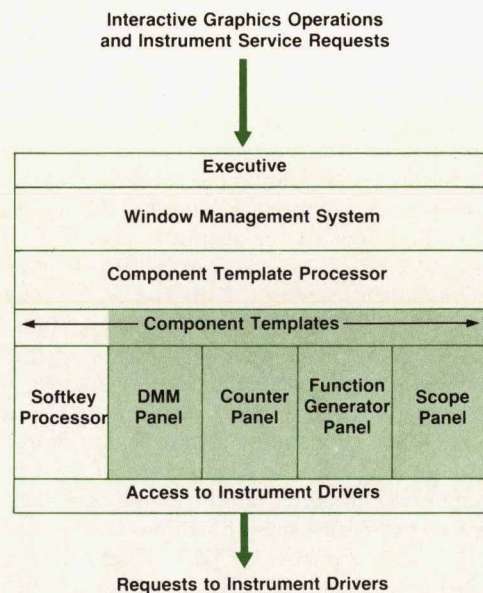 Interactive Graphics Operations
and Instrument Service Requests
Executive
Window Management System
Component Template Processor
Component Templates
Softkey
Processor
DMM
Panel
Counter
Panel
Function
Generator
Panel
Scope
Panel
Access to Instrument Drivers
Requests to Instrument Drivers